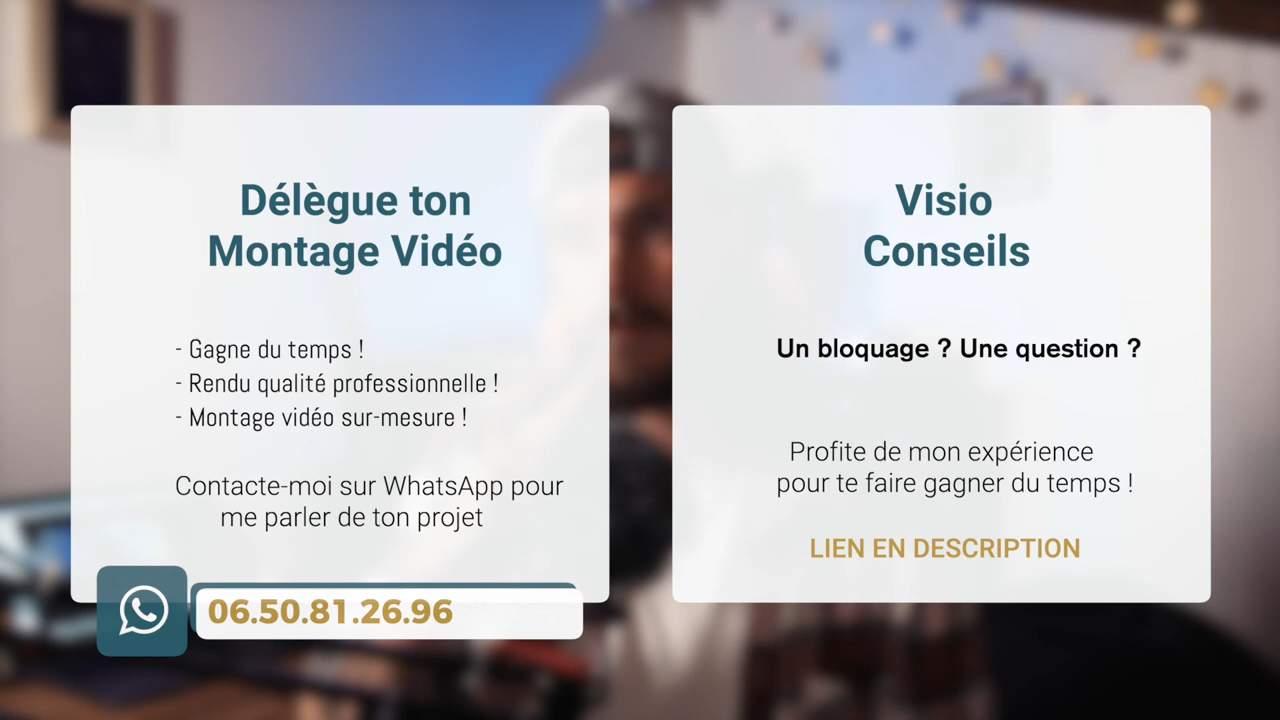 Délègue ton
Montage Vidéo
- Gagne du temps !
- Rendu qualité professionnelle !
- Montage vidéo sur-mesure !
Contacte-moi sur WhatsApp pour
me parler de ton projet
06.50.81.26.96
Visio
Conseils
Un bloquage ? Une question ?
Profite de mon expérience
pour te faire gagner du temps !
LIEN EN DESCRIPTION